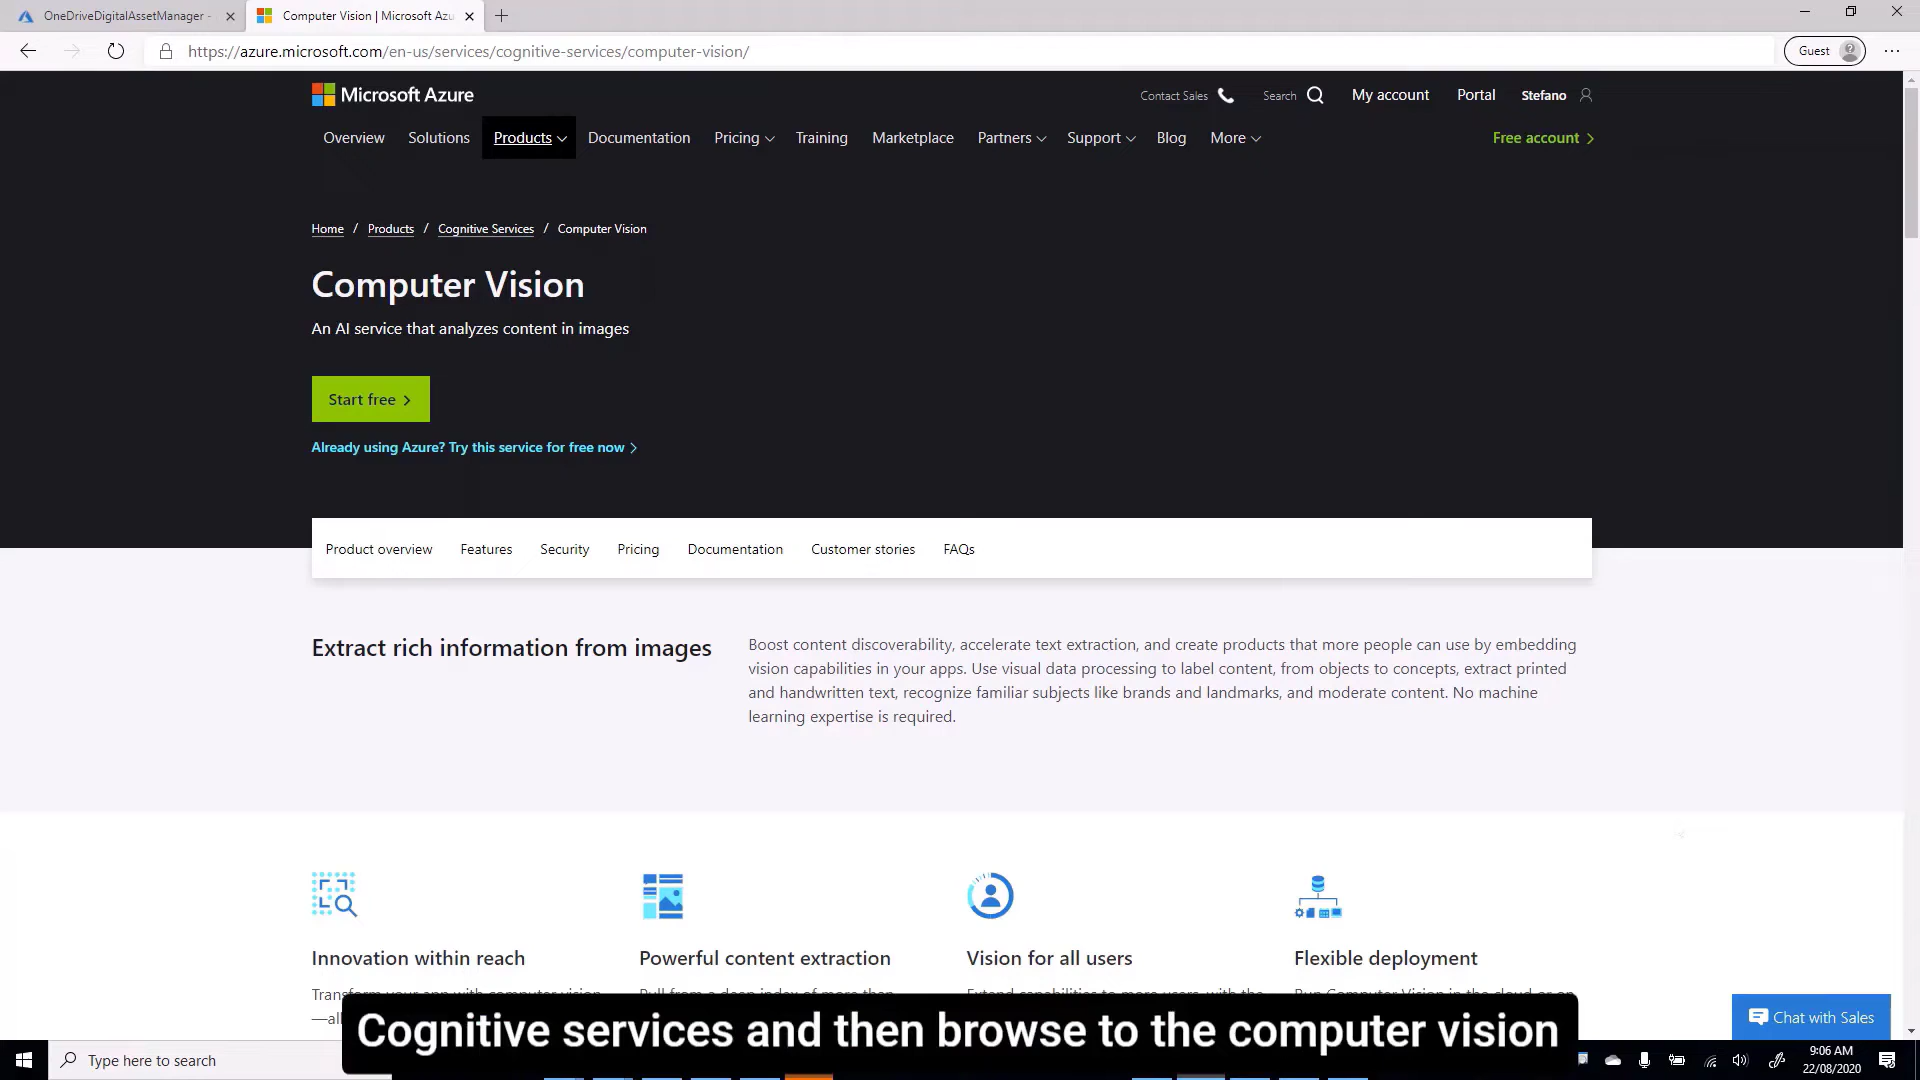 OneDriveDigitalAssetManager -
Computer Vision | Microsoft Azu
https://azure.microsoft.com/en-us/services/cognitive-services/computer-vision/
Guest
Microsoft Azure
Contact Sales
Search
My account
Portal
Stefano
Overview
Solutions
Products
Documentation
Pricing
Training
Marketplace
Partners
Support
Blog
More
Free account
Home / Products / Cognitive Services / Computer Vision
Computer Vision
An AI service that analyzes content in images
Start free
Already using Azure? Try this service for free now
Product overview
Features
Security
Pricing
Documentation
Customer stories
FAQs
Extract rich information from images
Boost content discoverability, accelerate text extraction, and create products that more people can use by embedding
vision capabilities in your apps. Use visual data processing to label content, from objects to concepts, extract printed
and handwritten text, recognize familiar subjects like brands and landmarks, and moderate content. No machine
learning expertise is required.
Innovation within reach
Powerful content extraction
Vision for all users
Flexible deployment
Transform your app with computer vision
—all
Chat with Sales
Cognitive services and then browse to the computer vision
Type here to search
9:06 AM
22/08/2020